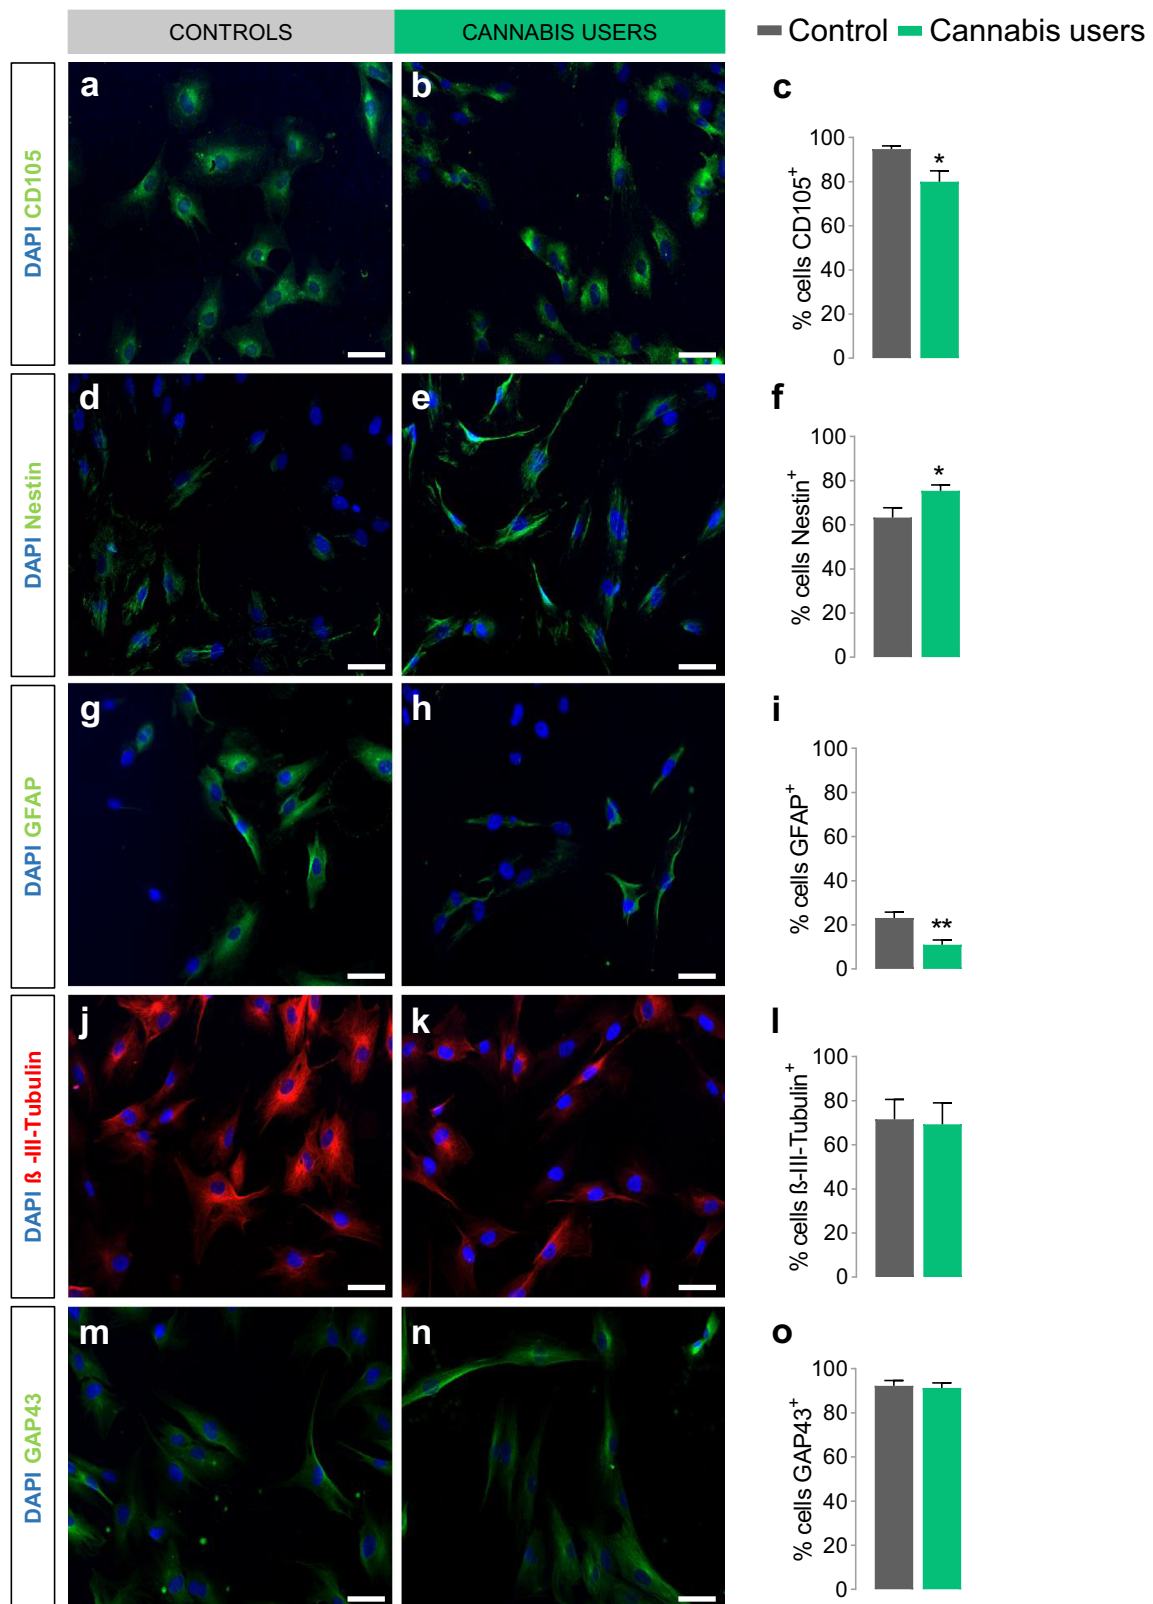 CONTROLS
CANNABIS USERS
Control
Cannabis users
DAPI CD105
a
b
c
% cells CD105+
100
80
60
40
20
0
*
DAPI Nestin
d
e
f
% cells Nestin+
100
80
60
40
20
0
*
DAPI GFAP
g
h
i
% cells GFAP+
100
80
60
40
20
0
**
DAPI ß -III-Tubulin
j
k
l
% cells ß-III-Tubulin+
100
80
60
40
20
0
DAPI GAP43
m
n
o
% cells GAP43+
100
80
60
40
20
0